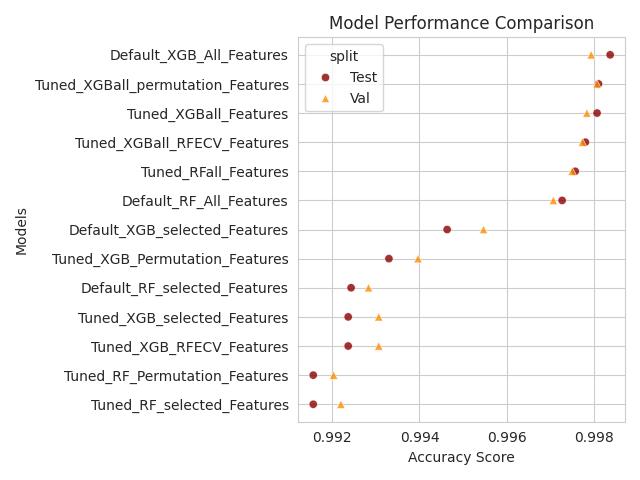 Model Performance Comparison
split
Test
Val
Default_XGB_All_Features
Tuned_XGBall_permutation_Features
Tuned_XGBall_Features
Tuned_XGBall_RFECV_Features
Tuned_RFall_Features
Default_RF_All_Features
Default_XGB_selected_Features
Tuned_XGB_Permutation_Features
Default_RF_selected_Features
Tuned_XGB_selected_Features
Tuned_XGB_RFECV_Features
Tuned_RF_Permutation_Features
Tuned_RF_selected_Features
Models
0.992 0.994 0.996 0.998
Accuracy Score